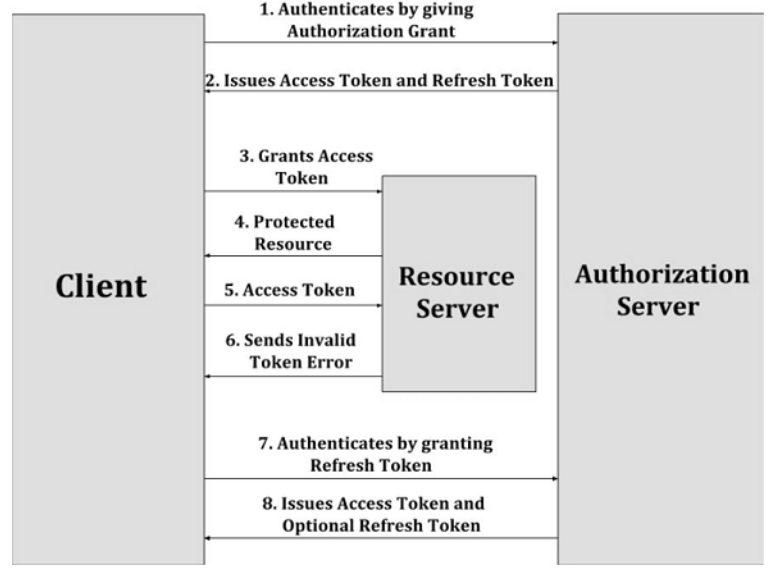 1. Authenticates by giving
Authorization Grant
2. Issues Access Token and Refresh Token
3. Grants Access
Token
4. Protected
Resource
Client
Resource
Server
Authorization
Server
5. Access Token
6. Sends Invalid
Token Error
7. Authenticates by granting
Refresh Token
8. Issues Access Token and
Optional Refresh Token